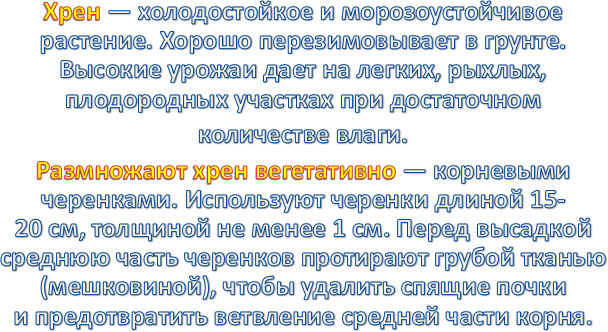 Хрен — холодостойкое и морозоустойчивое
растение. Хорошо перезимовывает в грунте.
Высокие урожаи дает на легких, рыхлых,
плодородных участках при достаточном
количестве влаги.
Размножают хрен вегетативно — корневыми
черенками. Используют черенки длиной 15-
20 см, толщиной не менее 1 см. Перед высадкой
среднюю часть черенков протирают грубой тканью
(мешковиной), чтобы удалить спящие почки
и предотвратить ветвление средней части корня.